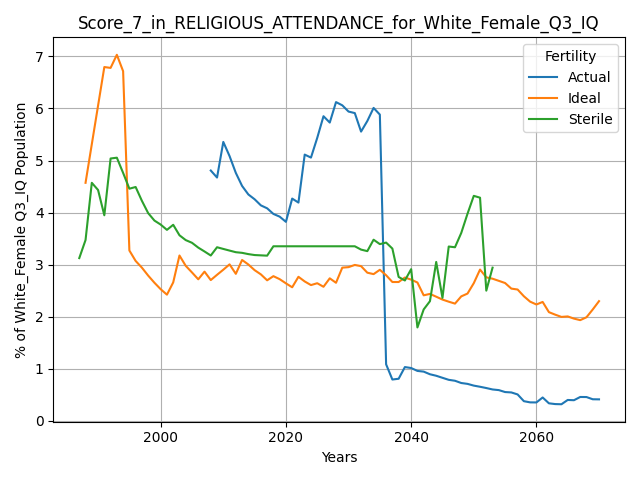 Score_7_in_RELIGIOUS_ATTENDANCE_for_White_Female_Q3_IQ
Fertility
Actual
Ideal
Sterile
% of White_Female Q3_IQ Population
7
6
5
4
3
2
1
0
2000 2020 2040 2060
Years